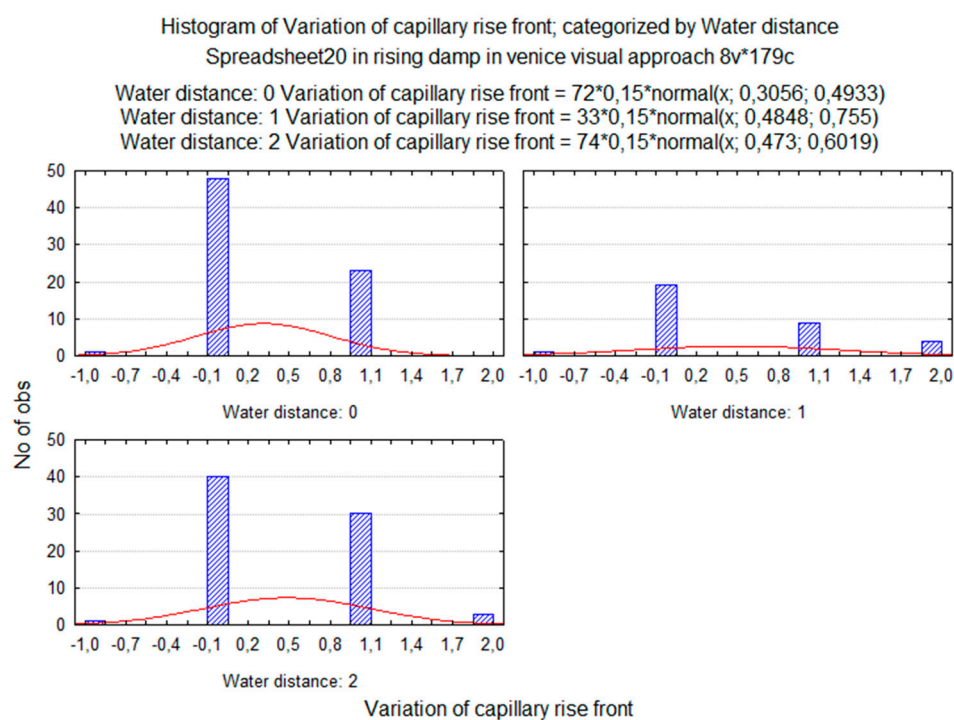 Histogram of Variation of capillary rise front; categorized by Water distance
Spreadsheet20 in rising damp in venice visual approach 8v*179c
Water distance: 0 Variation of capillary rise front = 72*0,15*normal(x; 0,3056; 0,4933)
Water distance: 1 Variation of capillary rise front = 33*0,15*normal(x; 0,4848; 0,755)
Water distance: 2 Variation of capillary rise front = 74*0,15*normal(x; 0,473; 0,6019)
No of obs
50
40
30
20
10
0
-1,0 -0,7 -0,4 -0,1 0,2 0,5 0,8 1,1 1,4 1,7 2,0
Water distance: 0
-1,0 -0,7 -0,4 -0,1 0,2 0,5 0,8 1,1 1,4 1,7 2,0
Water distance: 1
50
40
30
20
10
0
-1,0 -0,7 -0,4 -0,1 0,2 0,5 0,8 1,1 1,4 1,7 2,0
Water distance: 2
Variation of capillary rise front